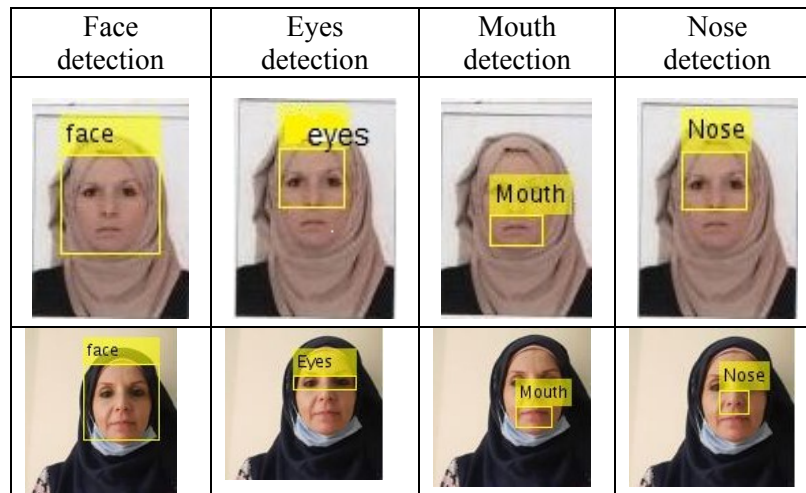 Face
detection
Eyes
detection
Mouth
detection
Nose
detection
face
eyes
Mouth
Nose
face
Eyes
Mouth
Nose